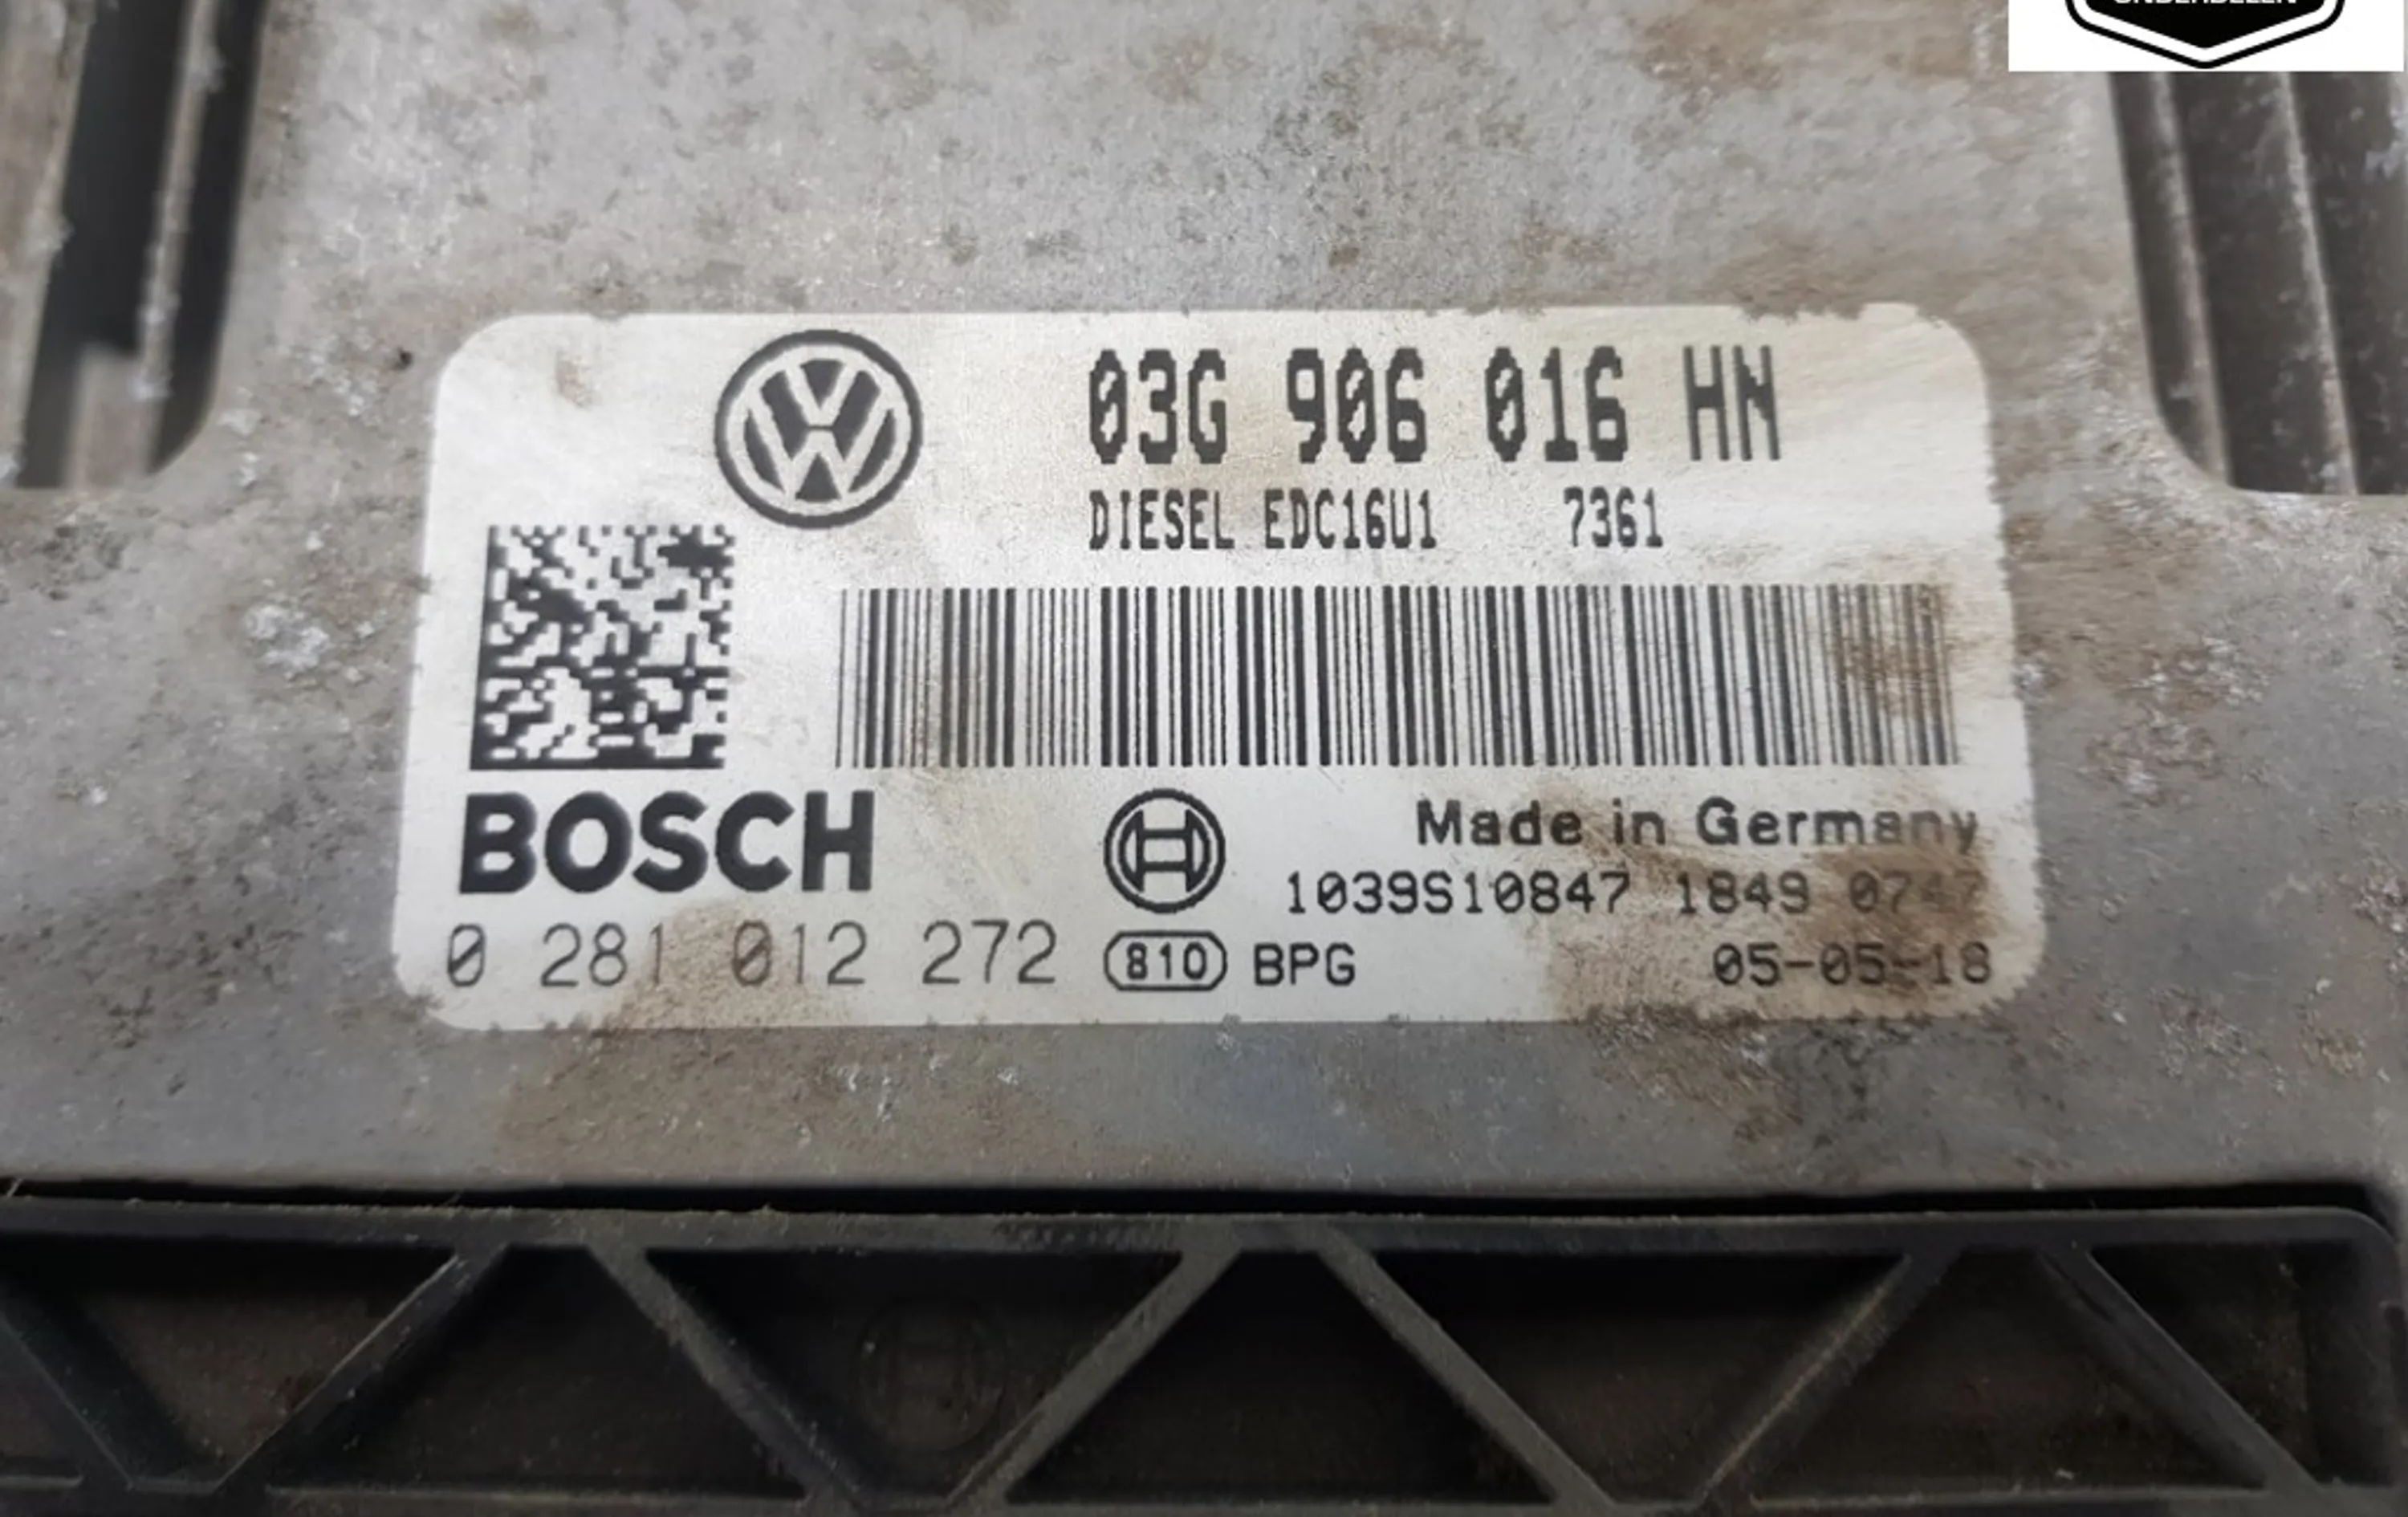 ONDERDELEN
03G 906 016 HN
DIESEL EDC16U1 7361
BOSCH
Made in Germany
1039S10847 1849 0747
0 281 012 272
810 BPG
05-05-18